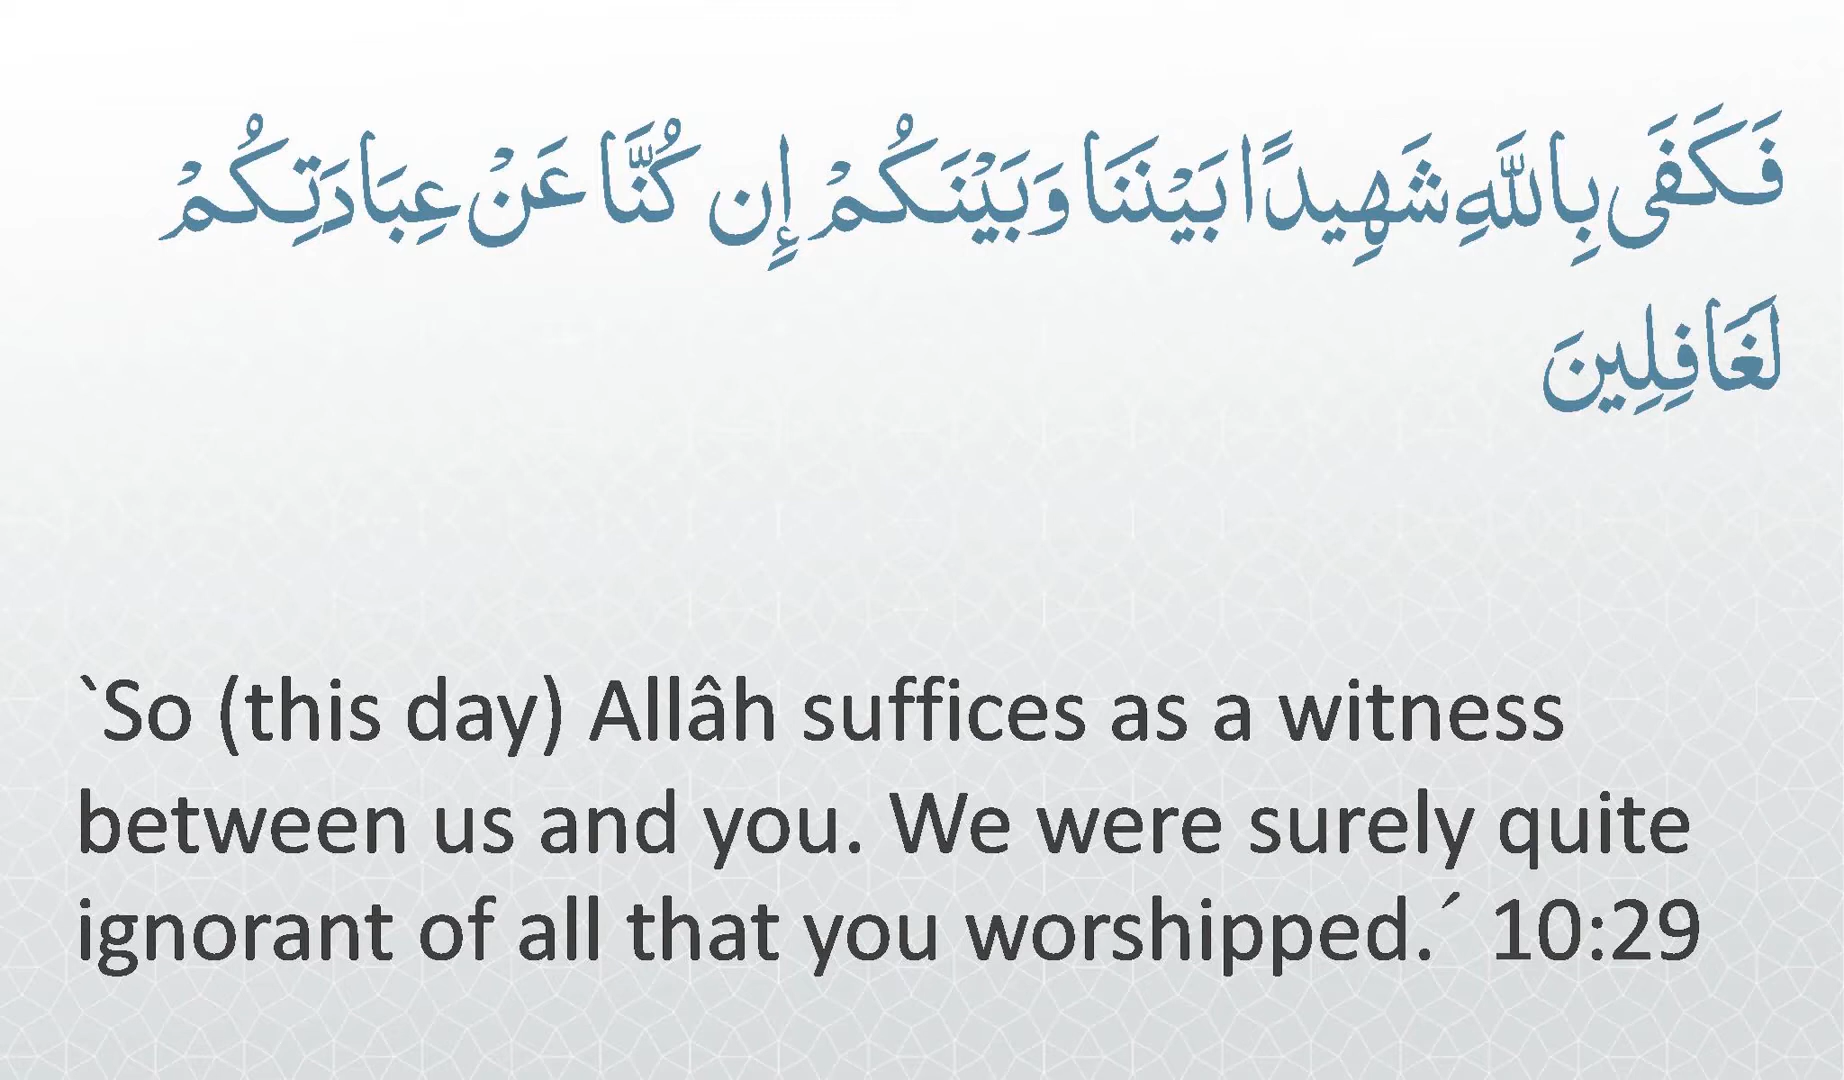 فَكَفَى بِاللَّهِ شَهِيدًا بَيْنَنَا وَبَيْنَكُمْ إِن كُنَّا عَنْ عِبَادَتِكُمْ
لَغَافِلِينَ
`So (this day) Allâh suffices as a witness
between us and you. We were surely quite
ignorant of all that you worshipped.´ 10:29